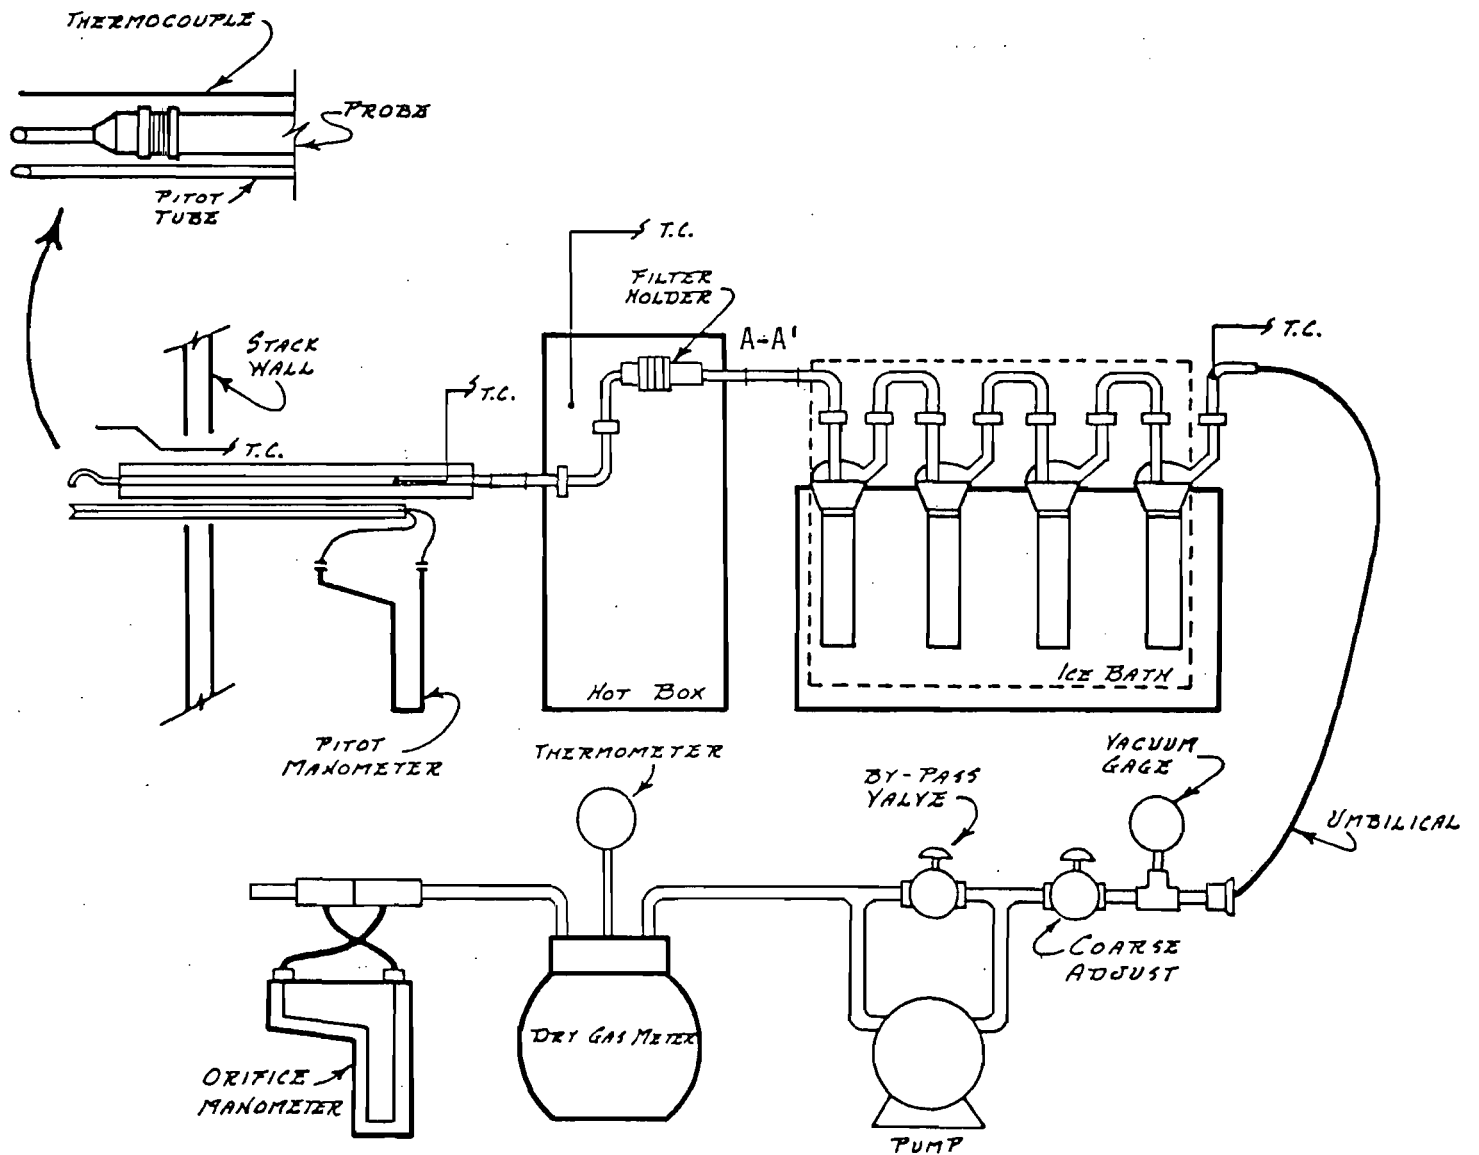 THERMOCOUPLE
PROBE
PITOT
TUBE
T.C.
FILTER
HOLDER
A-A'
T.C.
STACK
WALL
T.C.
T.C.
HOT BOX
ICE BATH
PITOT
MANOMETER
THERMOMETER
BY-PASS
VALVE
VACUUM
GAGE
UMBILICAL
COARSE
ADJUST
DRY GAS METER
ORIFICE
MANOMETER
PUMP